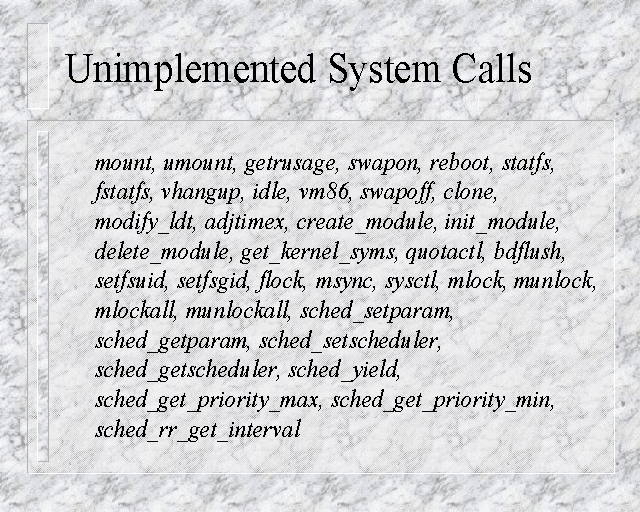 Unimplemented System Calls
mount, umount, getrusage, swapon, reboot, statfs,
fstatfs, vhangup, idle, vm86, swapoff, clone,
modify_ldt, adjtimex, create_module, init_module,
delete_module, get_kernel_syms, quotactl, bdflush,
setfsuid, setfsgid, flock, msync, sysctl, mlock, munlock,
mlockall, munlockall, sched_setparam,
sched_getparam, sched_setscheduler,
sched_getscheduler, sched_yield,
sched_get_priority_max, sched_get_priority_min,
sched_rr_get_interval